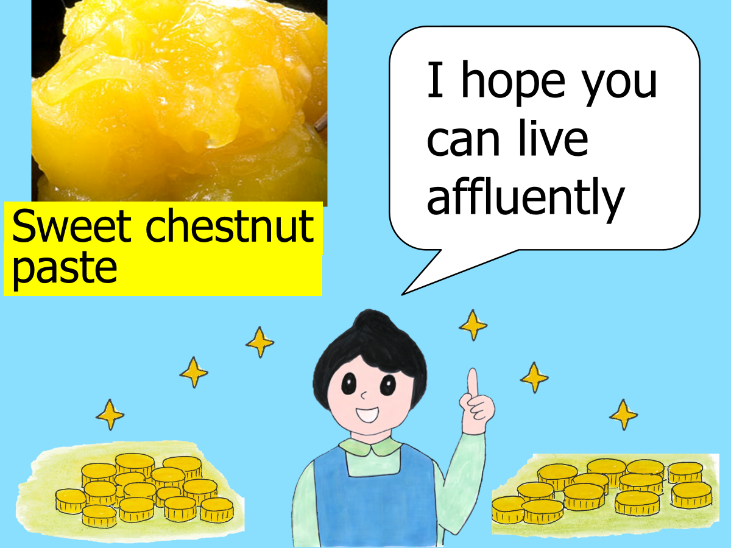 Sweet chestnut
paste
I hope you
can live
affluently